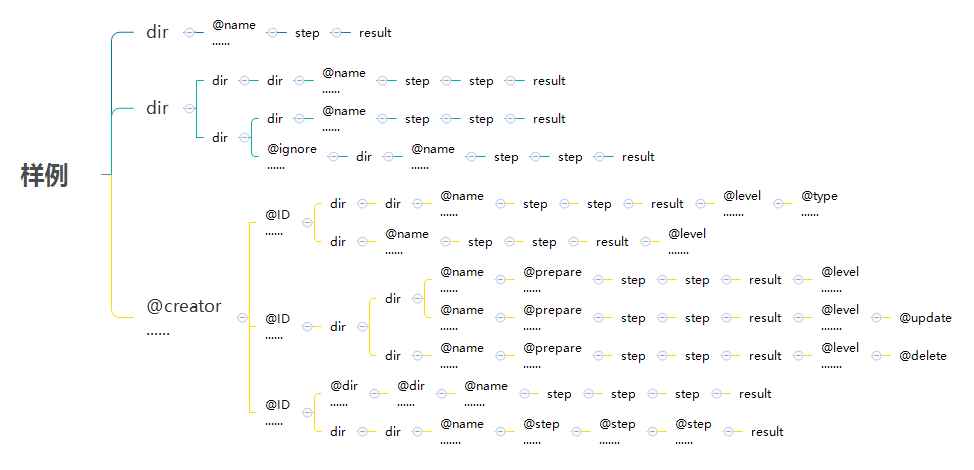 样例
dir @name step result
......
dir dir dir @name step step result
......
dir dir @name step step result
......
@ignore dir @name step step result
...... ......
@creator
......
@ID dir dir @name step step result @level @type
...... ...... ....... ......
dir @name step step result @level
....... .......
@ID dir dir @name @prepare step step result @level
...... ...... ...... .......
@name @prepare step step result @level @update
...... ...... .......
dir @name @prepare step step result @level @delete
...... ...... .......
@ID @dir @dir @name step step step result
...... ...... ...... .......
dir dir @name @step @step @step result
....... ....... ....... ......